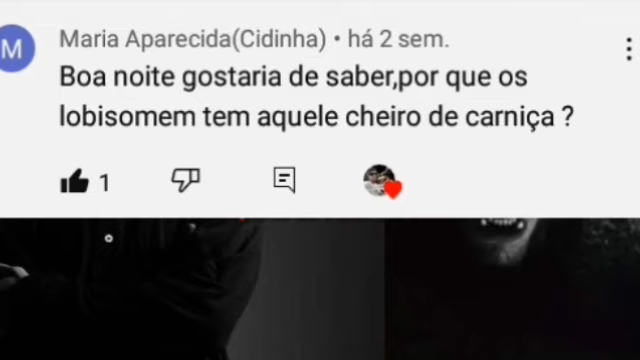 M
Maria Aparecida(Cidinha) • há 2 sem.
Boa noite gostaria de saber,por que os
lobisomem tem aquele cheiro de carniça ?
1